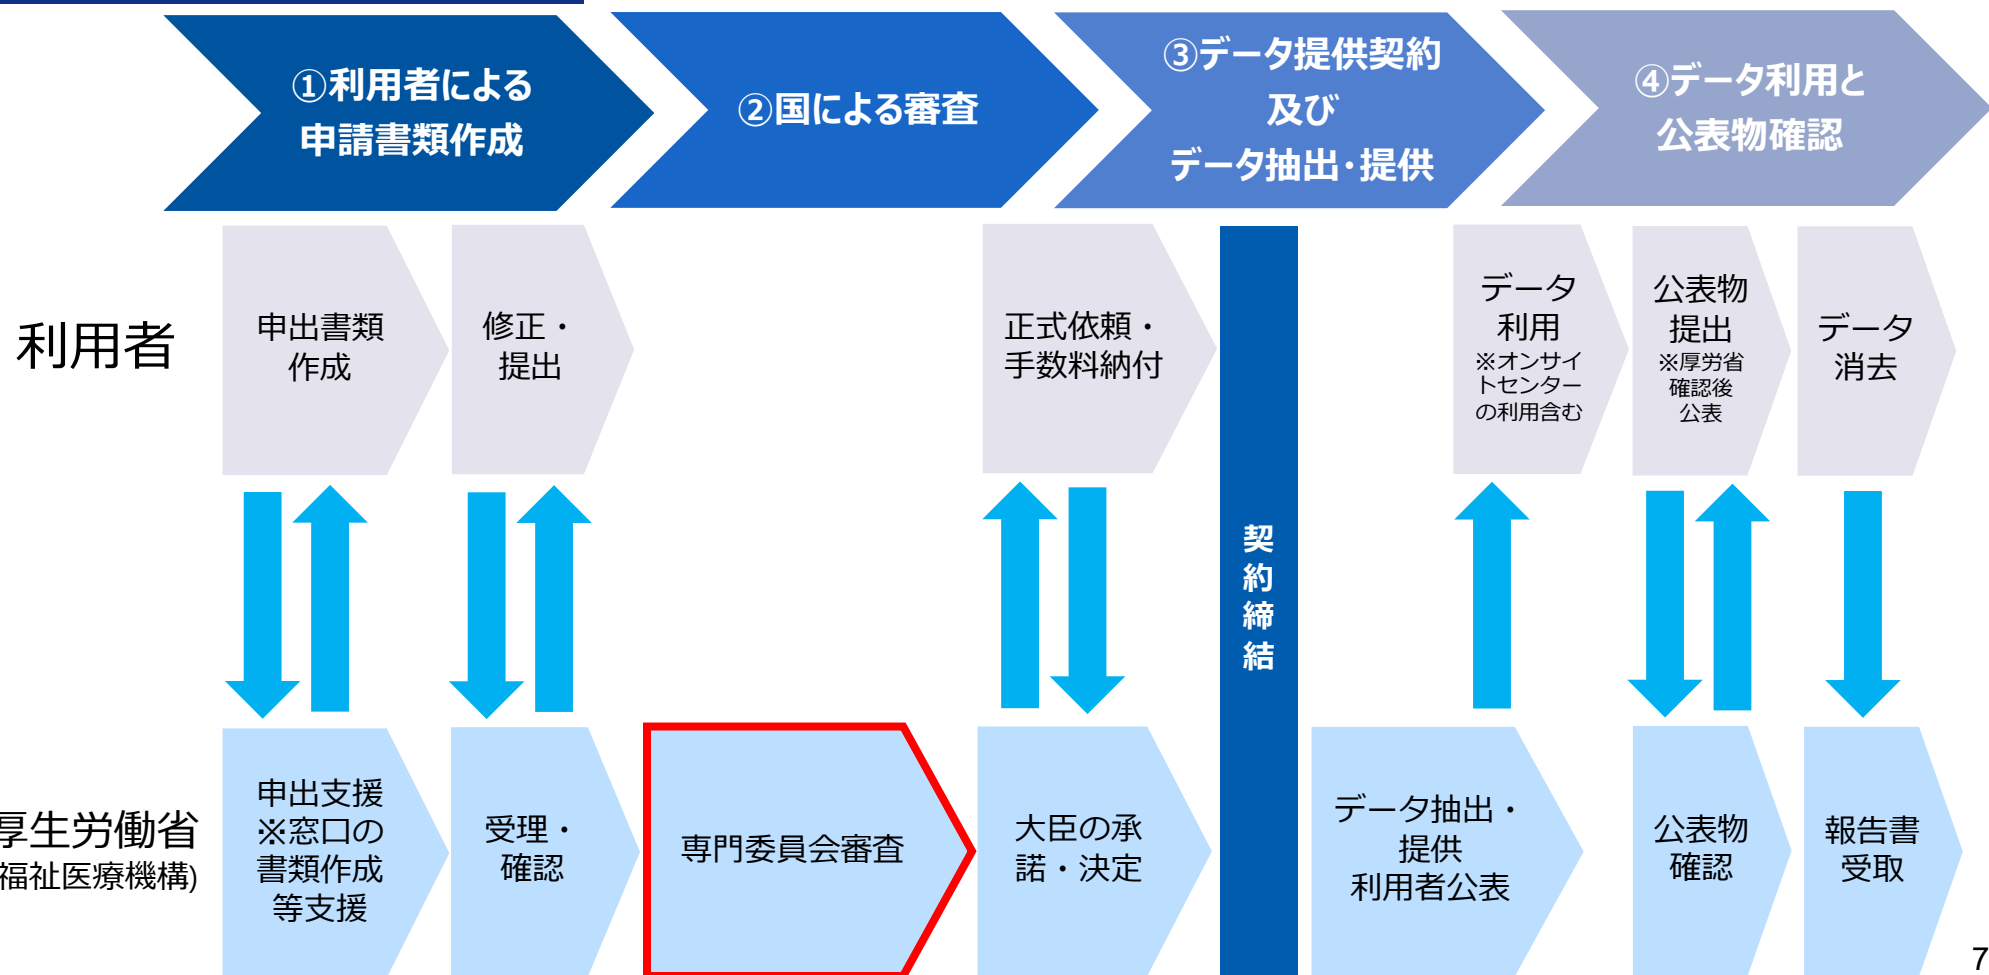 ①利用者による
申請書類作成
②国による審査
③データ提供契約
及び
データ抽出・提供
④データ利用と
公表物確認
利用者
申出書類
作成
修正・
提出
正式依頼・
手数料納付
契
約
締
結
データ
利用
※オンサイ
トセンター
の利用含む
公表物
提出
※厚労省
確認後
公表
データ
消去
厚生労働省
福祉医療機構)
申出支援
※窓口の
書類作成
等支援
受理・
確認
専門委員会審査
大臣の承
諾・決定
データ抽出・
提供
利用者公表
公表物
確認
報告書
受取
7